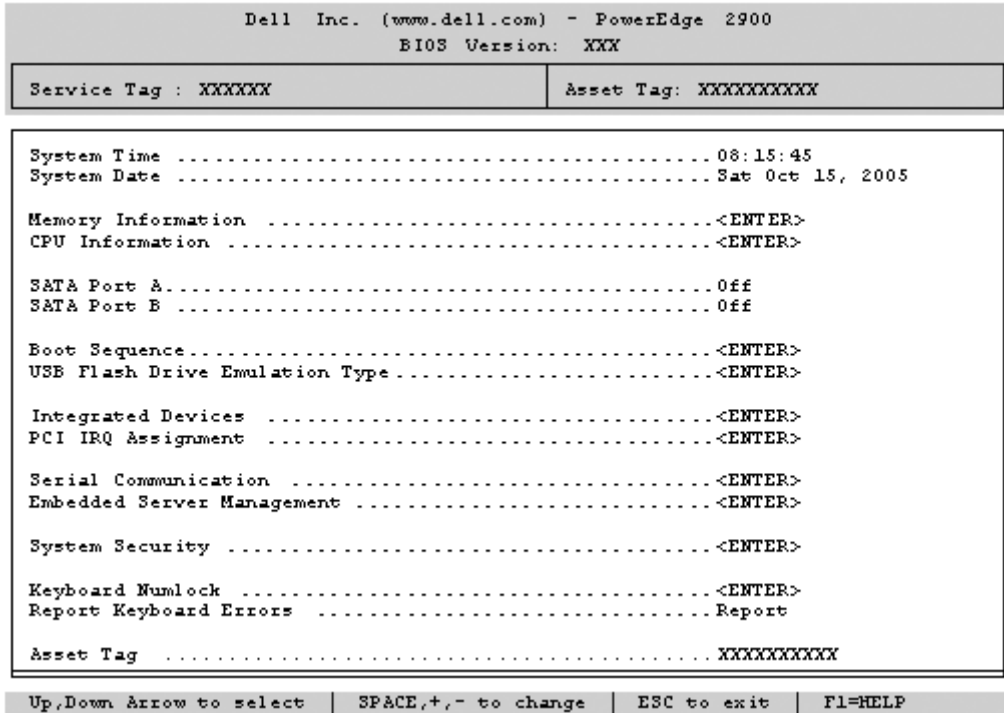 Dell Inc. (www.dell.com) - PowerEdge 2900
BIOS Version: XXX
Service Tag : XXXXXX
Asset Tag: XXXXXXXXXX
System Time ........................................................ 08:15:45
System Date ........................................................ Sat Oct 15, 2005
Memory Information ........................................................ <ENTER>
CPU Information ........................................................ <ENTER>
SATA Port A........................................................ Off
SATA Port B ........................................................ Off
Boot Sequence........................................................ <ENTER>
USB Flash Drive Emulation Type ........................................ <ENTER>
Integrated Devices ........................................................ <ENTER>
PCI IRQ Assignment ........................................................ <ENTER>
Serial Communication .................................................... <ENTER>
Embedded Server Management ............................................. <ENTER>
System Security ........................................................ <ENTER>
Keyboard Numlock ........................................................ <ENTER>
Report Keyboard Errors .................................................. Report
Asset Tag ........................................................ XXXXXXXXXX
Up,Down Arrow to select
SPACE,+,- to change
ESC to exit
F1=HELP